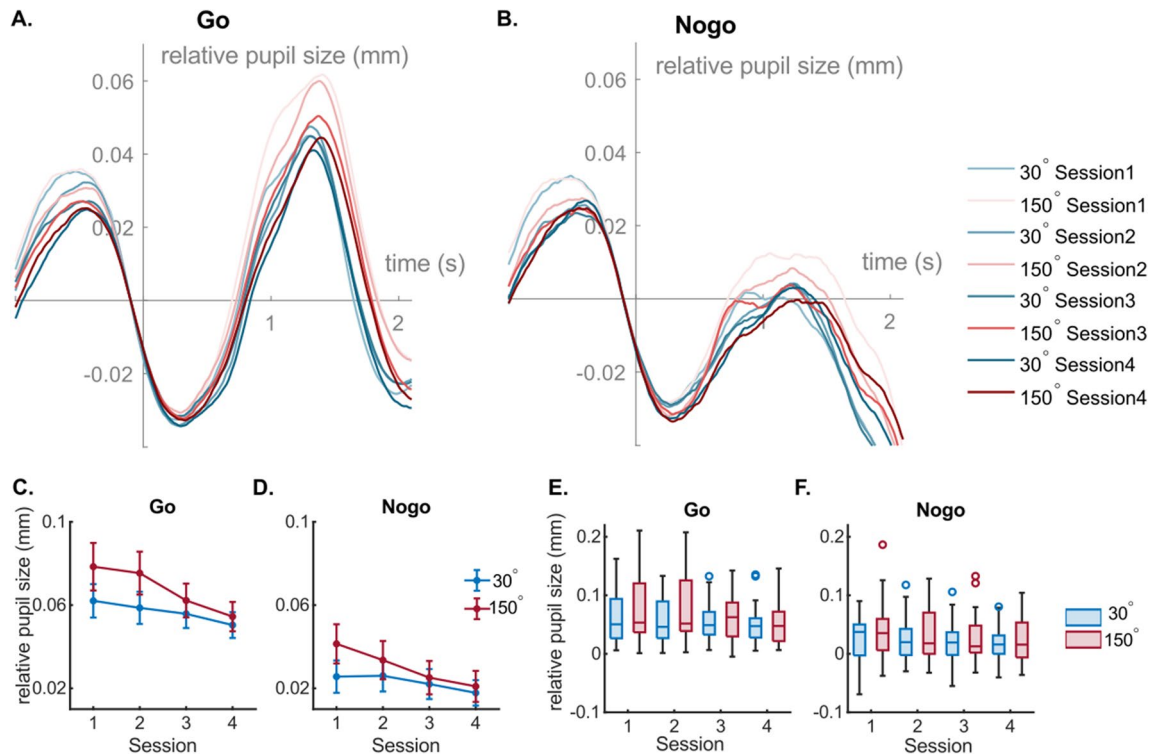 A.
Go
relative pupil size (mm)
0.06
0.04
0.02
-0.02
time (s)
1
2
B.
Nogo
relative pupil size (mm)
0.06
0.04
0.02
-0.02
time (s)
2
30° Session1
150° Session1
30° Session2
150° Session2
30° Session3
150° Session3
30° Session4
150° Session4
C.
Go
relative pupil size (mm)
0.1
0.06
0.02
1 2 3 4
Session
D.
Nogo
0.1
0.06
0.02
1 2 3 4
Session
30°
150°
E.
Go
relative pupil size (mm)
0.2
0.1
0
-0.1
1 2 3 4
Session
F.
Nogo
0.2
0.1
0
-0.1
1 2 3 4
Session
30°
150°